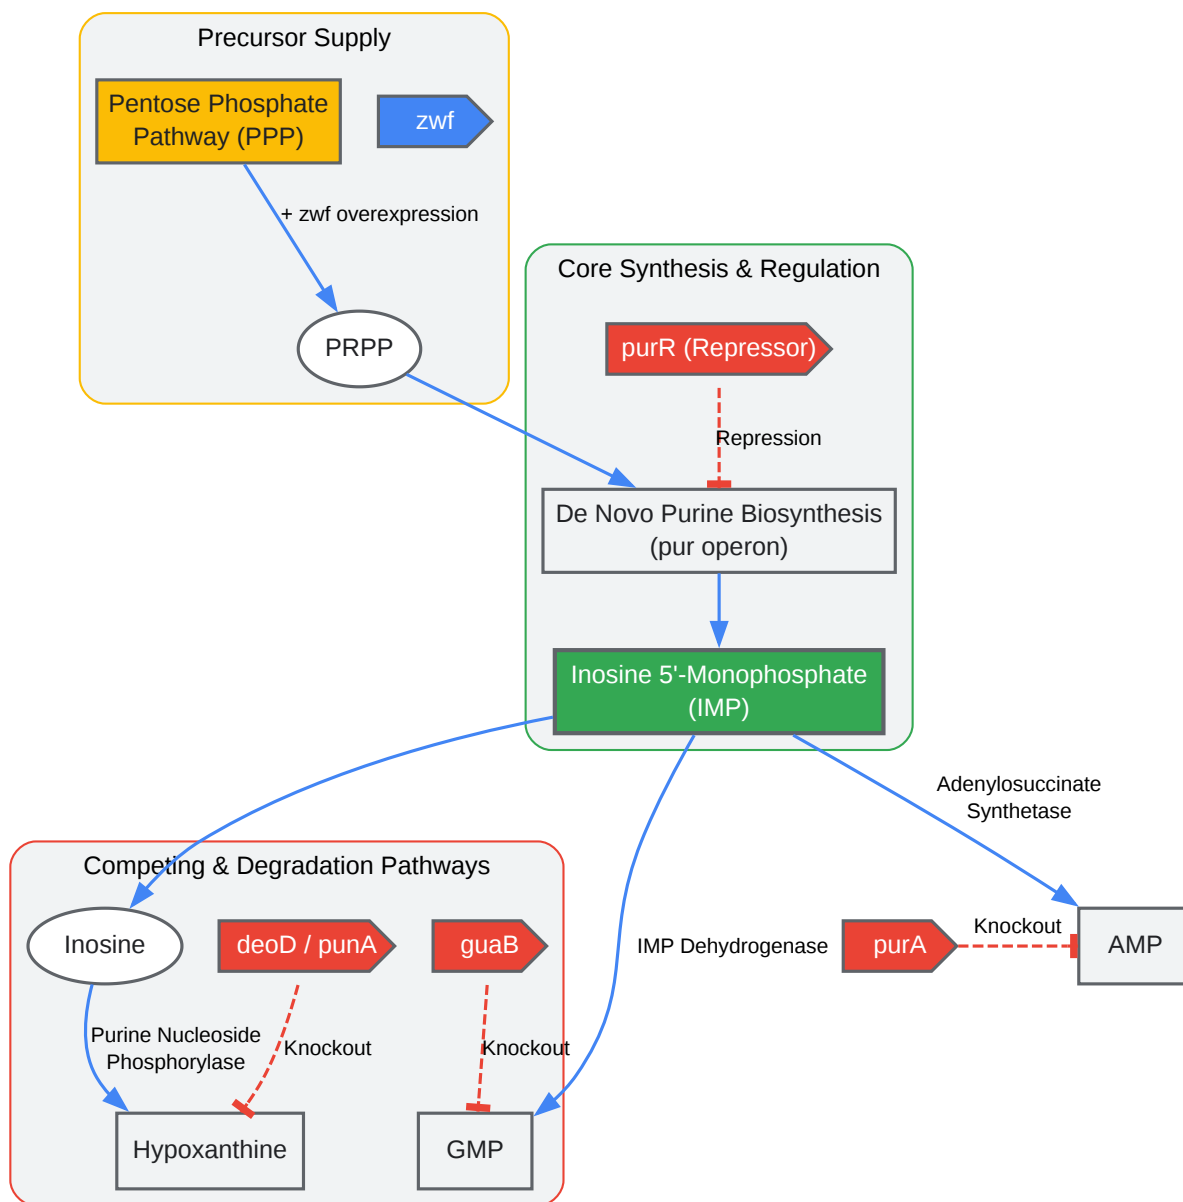 Precursor Supply
Pentose Phosphate
Pathway (PPP)
zwf
+ zwf overexpression
PRPP
Core Synthesis & Regulation
purR (Repressor)
Repression
De Novo Purine Biosynthesis
(pur operon)
Inosine 5'-Monophosphate
(IMP)
Adenylosuccinate
Synthetase
Competing & Degradation Pathways
Inosine
deoD / punA
guaB
IMP Dehydrogenase
purA
Knockout
AMP
Purine Nucleoside
Phosphorylase
Knockout
Knockout
Hypoxanthine
GMP